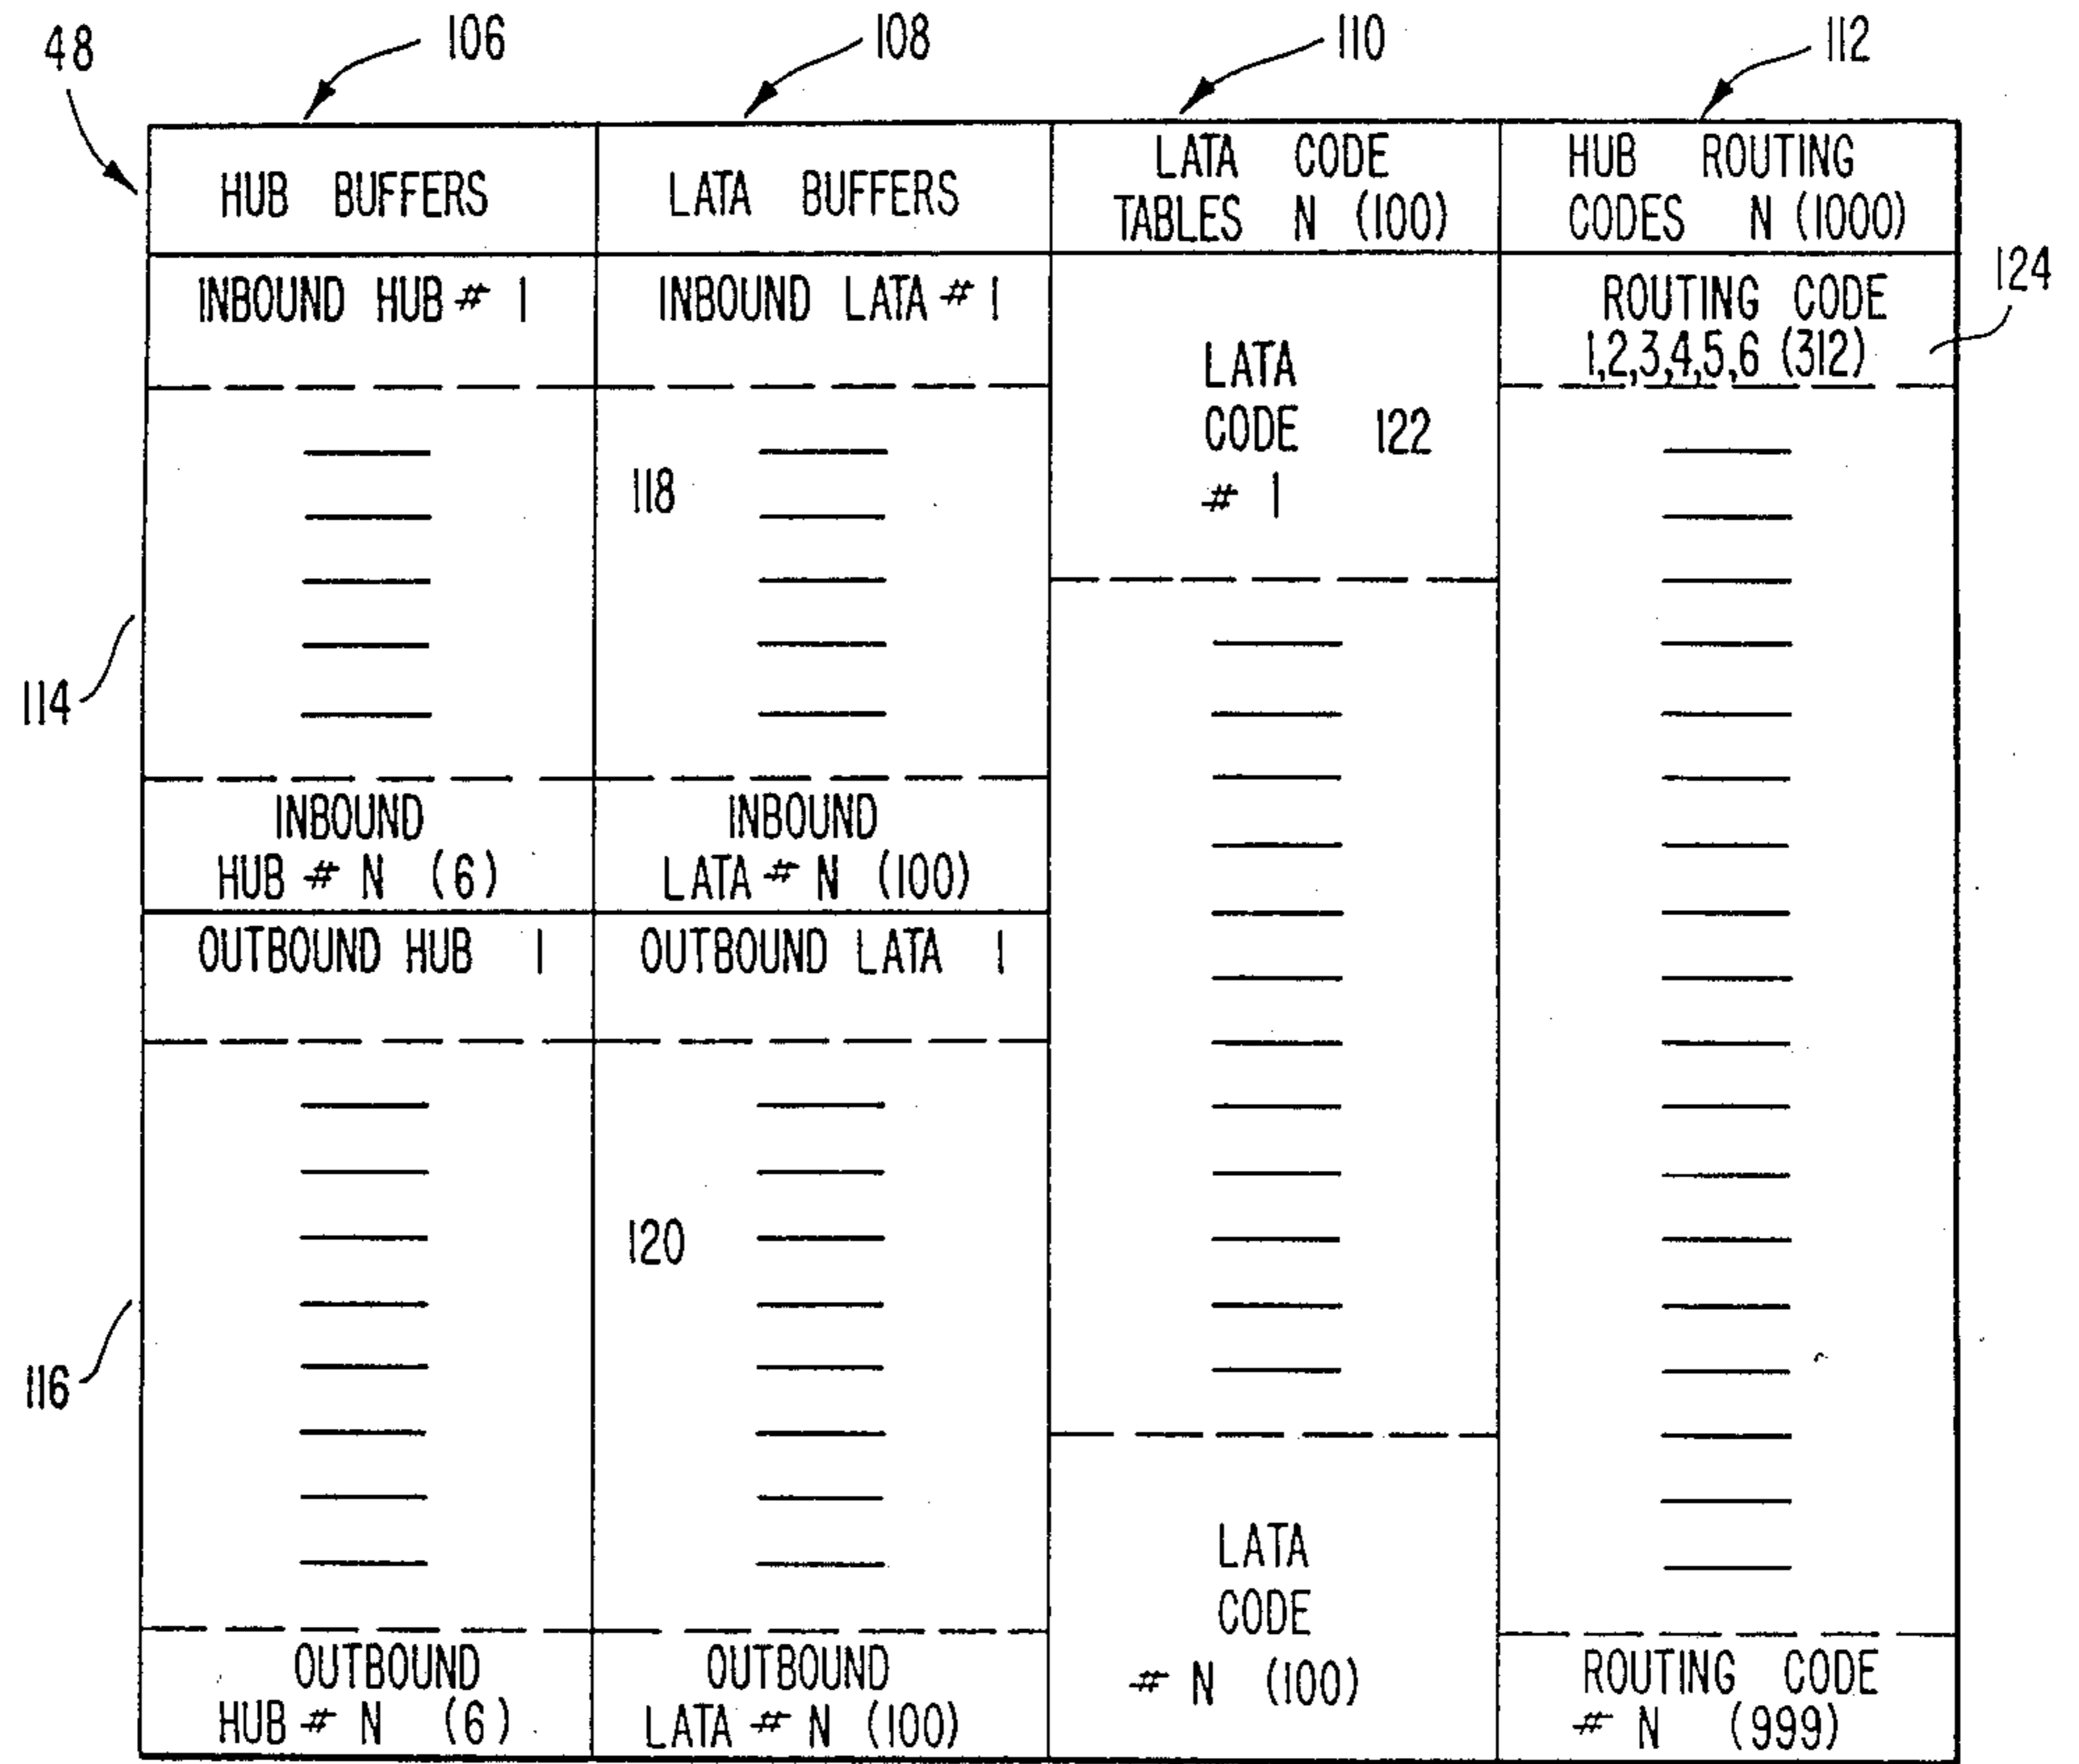 48
106
108
110
112
HUB BUFFERS
LATA BUFFERS
LATA CODE
TABLES N (100)
HUB ROUTING
CODES N (1000)
INBOUND HUB # 1
INBOUND LATA # 1
LATA
CODE 122
# 1
ROUTING CODE
1,2,3,4,5,6 (312)
124
118
114
INBOUND
HUB # N (6)
INBOUND
LATA # N (100)
OUTBOUND HUB 1
OUTBOUND LATA 1
120
116
OUTBOUND
HUB # N (6)
OUTBOUND
LATA # N (100)
LATA
CODE
# N (100)
ROUTING CODE
# N (999)